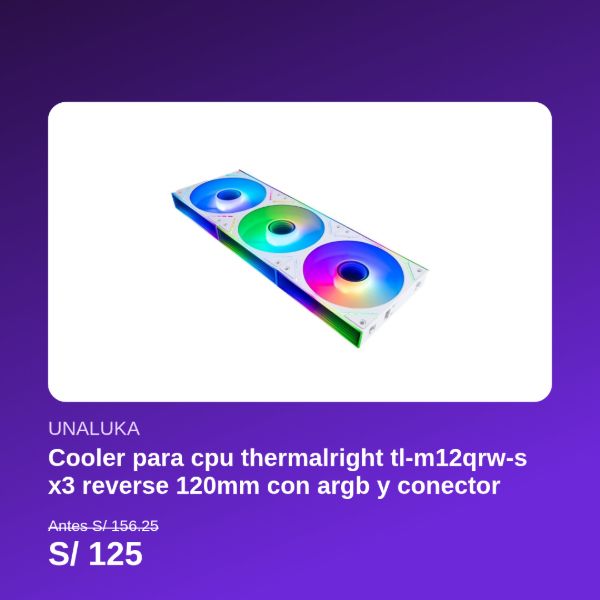 UNALUKA
Cooler para cpu thermalright tl-m12qrw-s
x3 reverse 120mm con argb y conector
Antes S/ 156.25
S/ 125